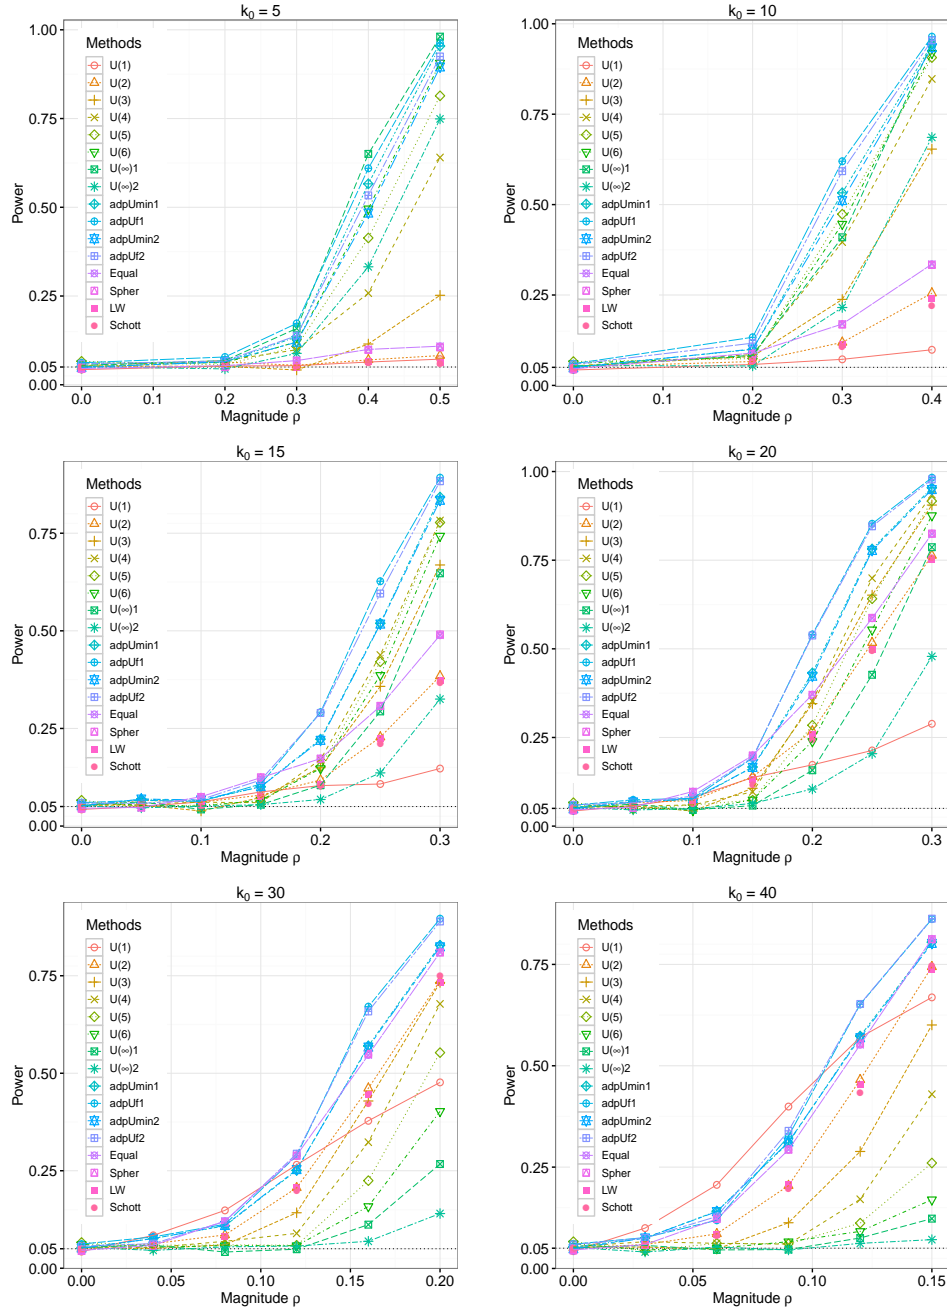 k₀ = 5
Power
1.00
0.75
0.50
0.25
0.05
0.00
Methods
U(1)
U(2)
U(3)
U(4)
U(5)
U(6)
U(∞)1
U(∞)2
adpUmin1
adpUf1
adpUmin2
adpUf2
Equal
Spher
LW
Schott
0.0 0.1 0.2 0.3 0.4 0.5
Magnitude ρ
k₀ = 10
Power
1.00
0.75
0.50
0.25
0.05
0.00
Methods
U(1)
U(2)
U(3)
U(4)
U(5)
U(6)
U(∞)1
U(∞)2
adpUmin1
adpUf1
adpUmin2
adpUf2
Equal
Spher
LW
Schott
0.0 0.1 0.2 0.3 0.4
Magnitude ρ
k₀ = 15
Power
0.75
0.50
0.25
0.05
0.00
Methods
U(1)
U(2)
U(3)
U(4)
U(5)
U(6)
U(∞)1
U(∞)2
adpUmin1
adpUf1
adpUmin2
adpUf2
Equal
Spher
LW
Schott
0.0 0.1 0.2 0.3
Magnitude ρ
k₀ = 20
Power
1.00
0.75
0.50
0.25
0.05
0.00
Methods
U(1)
U(2)
U(3)
U(4)
U(5)
U(6)
U(∞)1
U(∞)2
adpUmin1
adpUf1
adpUmin2
adpUf2
Equal
Spher
LW
Schott
0.0 0.1 0.2 0.3
Magnitude ρ
k₀ = 30
Power
0.75
0.50
0.25
0.05
0.00
Methods
U(1)
U(2)
U(3)
U(4)
U(5)
U(6)
U(∞)1
U(∞)2
adpUmin1
adpUf1
adpUmin2
adpUf2
Equal
Spher
LW
Schott
0.00 0.05 0.10 0.15 0.20
Magnitude ρ
k₀ = 40
Power
0.75
0.50
0.25
0.05
0.00
Methods
U(1)
U(2)
U(3)
U(4)
U(5)
U(6)
U(∞)1
U(∞)2
adpUmin1
adpUf1
adpUmin2
adpUf2
Equal
Spher
LW
Schott
0.00 0.05 0.10 0.15
Magnitude ρ